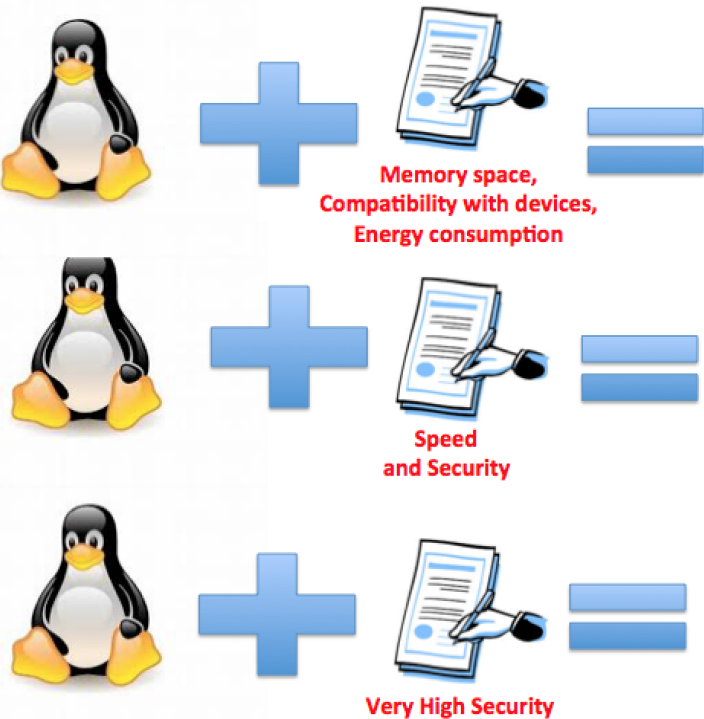 Memory space,
Compatibility with devices,
Energy consumption
Speed
and Security
Very High Security